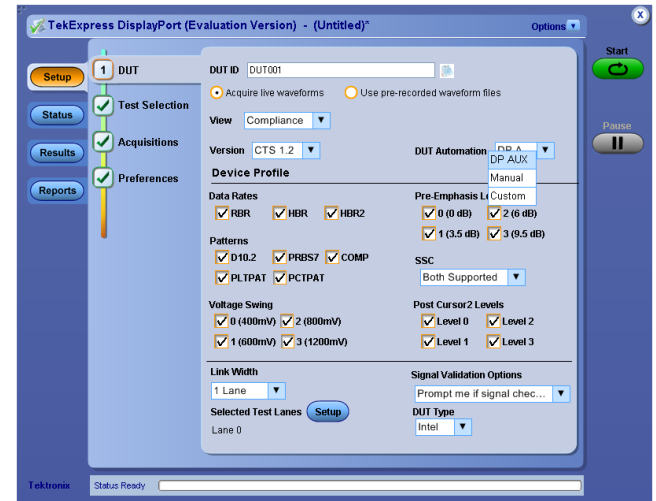 TekExpress DisplayPort (Evaluation Version) - (Untitled)*
Options
x
Start
Setup
1 DUT
DUT ID DUT001
Acquire live waveforms Use pre-recorded waveform files
Test Selection
Status
View Compliance
Pause
Acquisitions
Results
Version CTS 1.2
DUT Automation DP A
DP AUX
Manual
Custom
Preferences
Reports
Device Profile
Data Rates
RBR HBR HBR2
Pre-Emphasis L
0 (0 dB) 2 (6 dB)
1 (3.5 dB) 3 (9.5 dB)
Patterns
D10.2 PRBS7 COMP
PLTPAT PCTPAT
SSC
Both Supported
Voltage Swing
0 (400mV) 2 (800mV)
1 (600mV) 3 (1200mV)
Post Cursor2 Levels
Level 0 Level 2
Level 1 Level 3
Link Width
1 Lane
Selected Test Lanes Setup
Lane 0
Signal Validation Options
Prompt me if signal chec...
DUT Type
Intel
Tektronix Status Ready